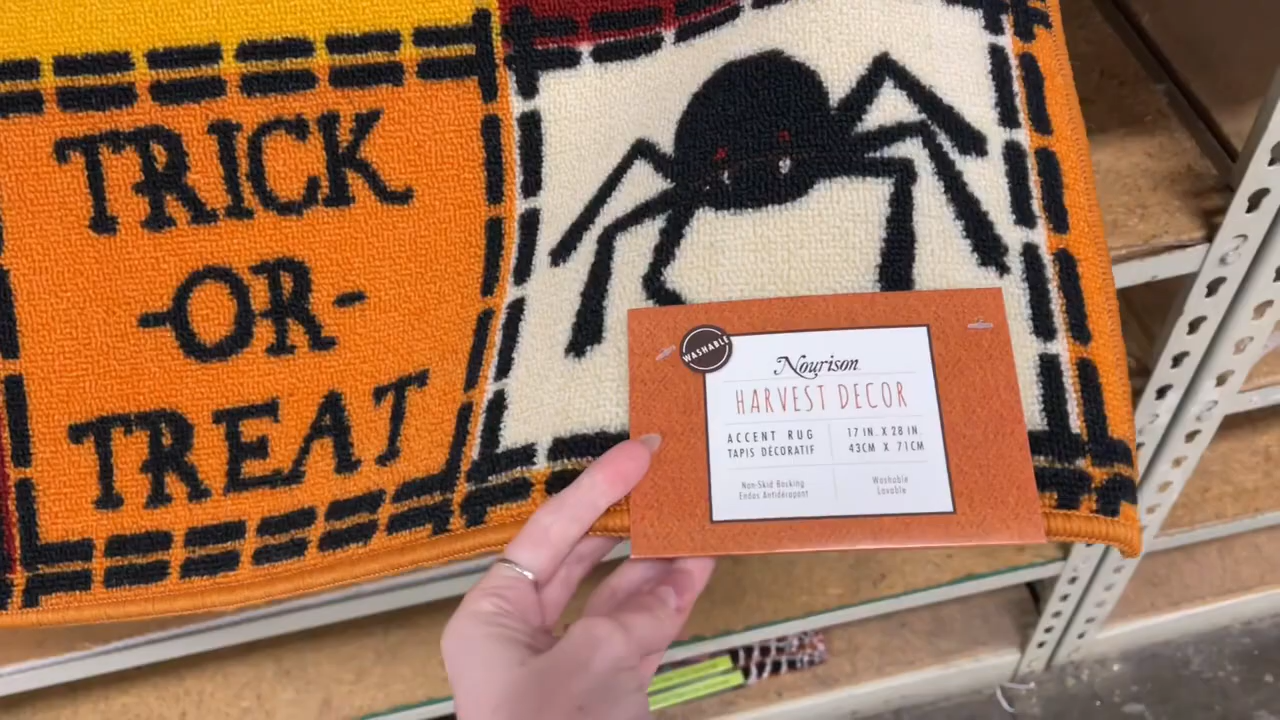 TRICK
-OR-
TREAT
WASHABLE
Nourison
HARVEST DECOR
ACCENT RUG
TAPIS DÉCORATIF
17 IN. X 28 IN.
43CM X 71CM
Non-Skid Backing
Endos Antidérapant
Washable
Lavable